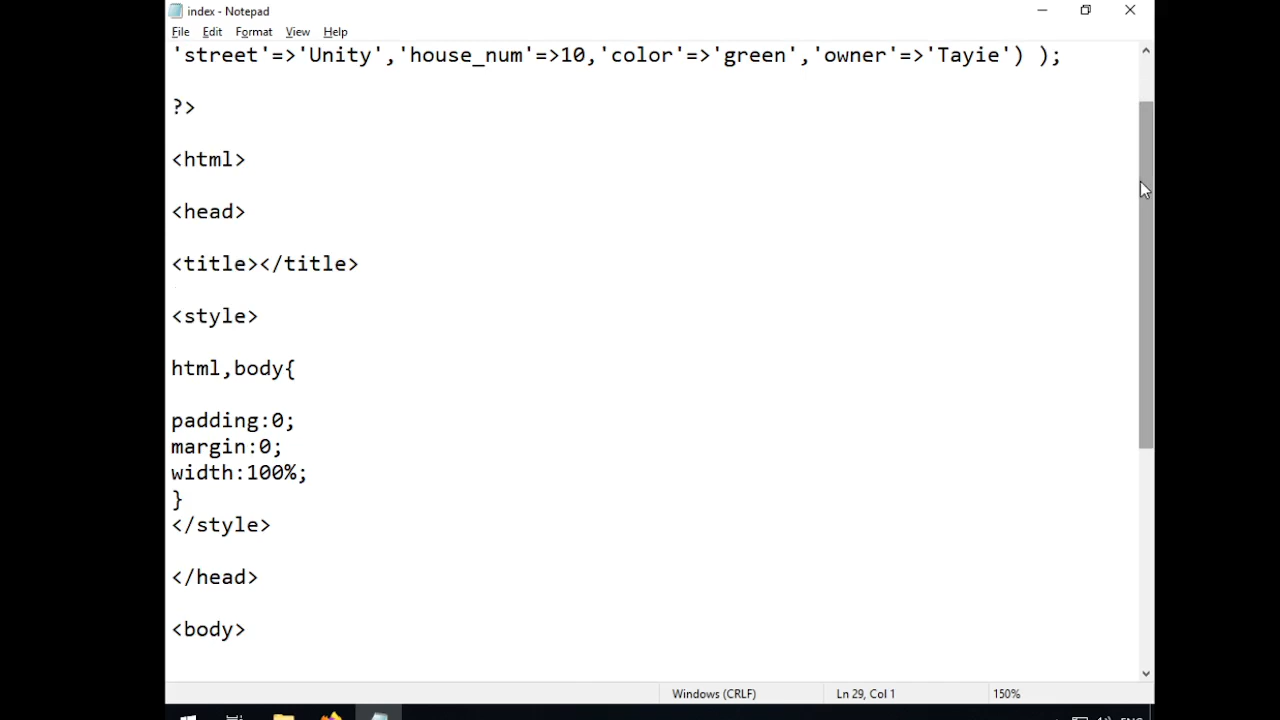 index - Notepad
File Edit Format View Help
'street'=>'Unity','house_num'=>10,'color'=>'green','owner'=>'Tayie') );
?>
<html>
<head>
<title></title>
<style>
html,body{
padding:0;
margin:0;
width:100%;
}
</style>
</head>
<body>
Windows (CRLF) Ln 29, Col 1 150%